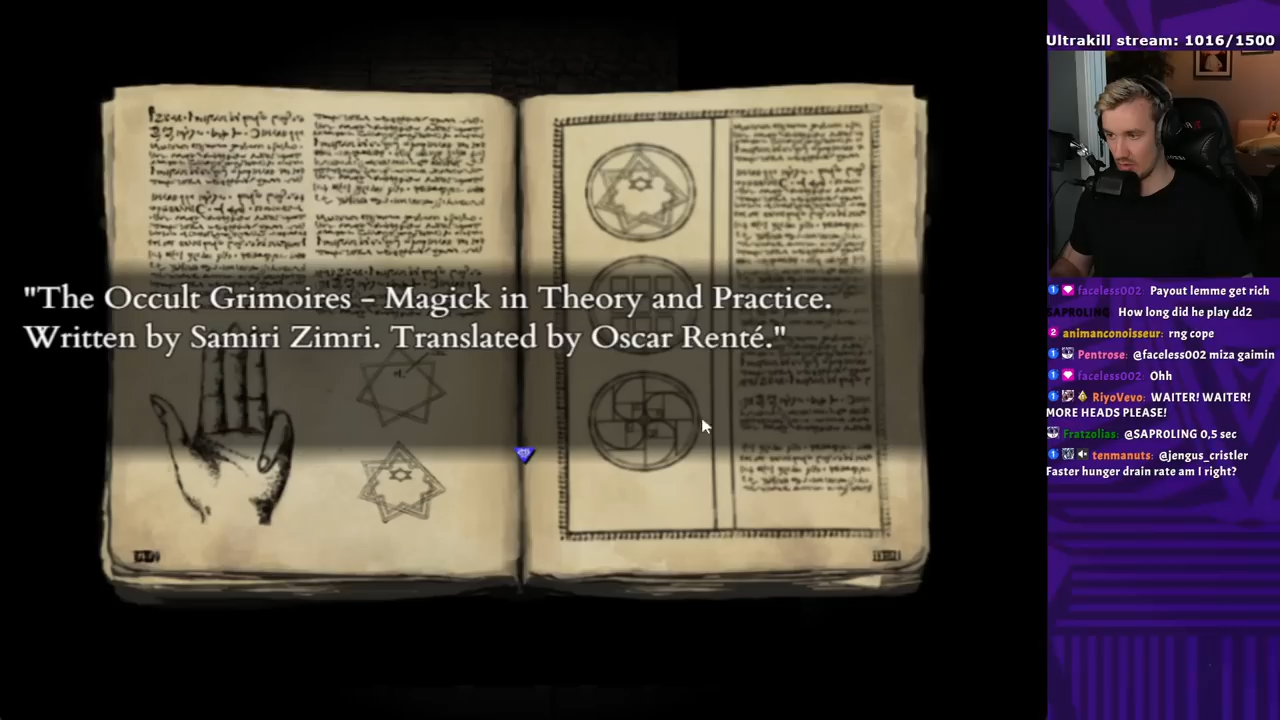 "The Occult Grimoires - Magick in Theory and Practice.
Written by Samiri Zimri. Translated by Oscar Renté."
Ultrakill stream: 1016/1500
faceless002: Payout lemme get rich
SAPROLING How long did he play dd2
animanconoisseur: rng cope
Pentrose: @faceless002 miza gaimin
faceless002: Ohh
RiyoVevo: WAITER! WAITER!
MORE HEADS PLEASE!
Fratzolias: @SAPROLING 0,5 sec
tenmanuts: @jengus_cristler
Faster hunger drain rate am I right?